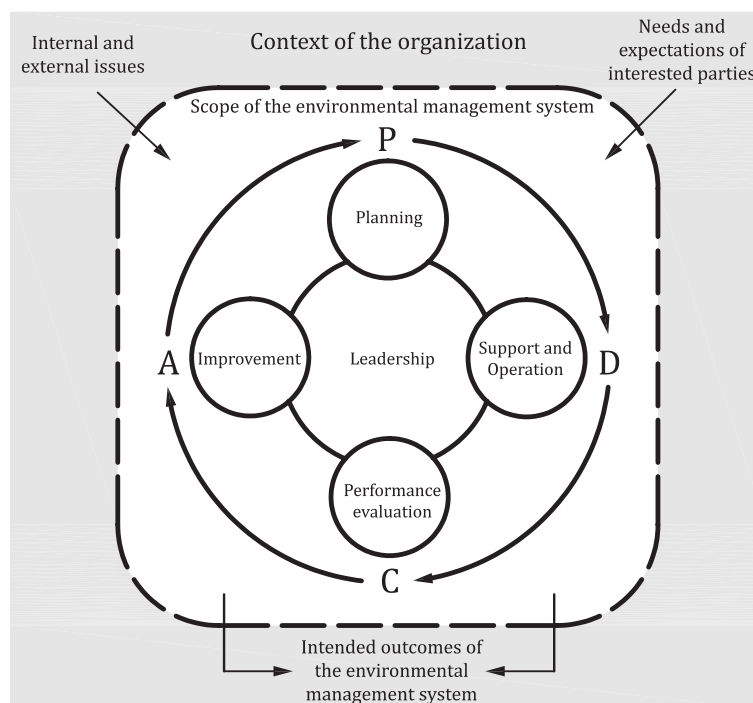 Internal and
external issues
Context of the organization
Needs and
expectations of
interested parties
Scope of the environmental management system
P
Planning
A
Improvement
Leadership
Support and
Operation
D
Performance
evaluation
C
Intended outcomes of
the environmental
management system